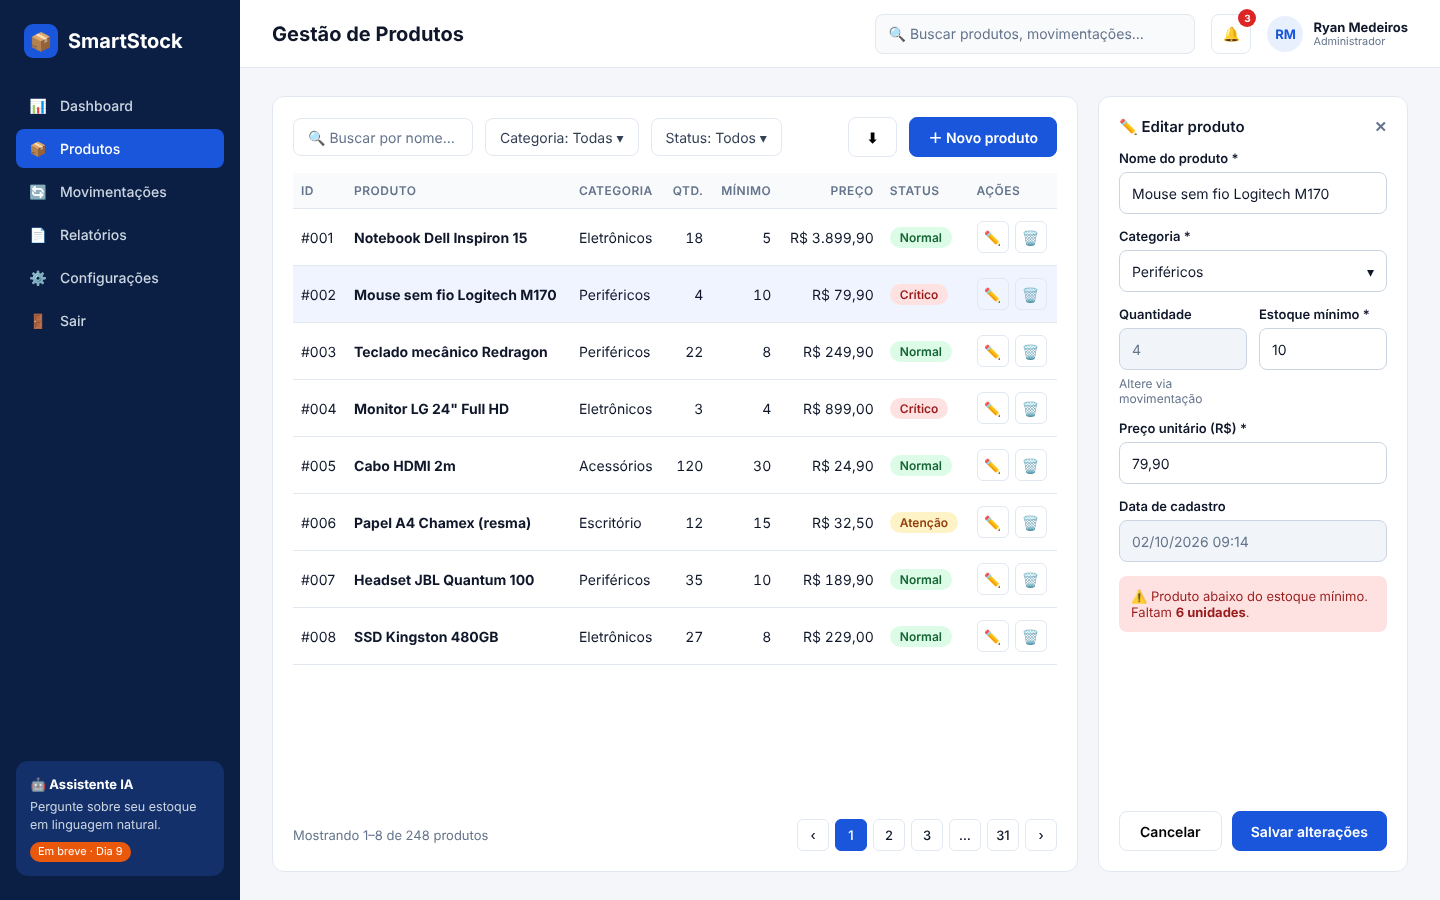 SmartStock
Dashboard
Produtos
Movimentações
Relatórios
Configurações
Sair
Assistente IA
Pergunte sobre seu estoque
em linguagem natural.
Em breve · Dia 9
Gestão de Produtos
Buscar produtos, movimentações...
3
RM
Ryan Medeiros
Administrador
Buscar por nome...
Categoria: Todas ▾
Status: Todos ▾
⬇
+ Novo produto
ID PRODUTO CATEGORIA QTD. MÍNIMO PREÇO STATUS AÇÕES
#001 Notebook Dell Inspiron 15 Eletrônicos 18 5 R$ 3.899,90 Normal
#002 Mouse sem fio Logitech M170 Periféricos 4 10 R$ 79,90 Crítico
#003 Teclado mecânico Redragon Periféricos 22 8 R$ 249,90 Normal
#004 Monitor LG 24" Full HD Eletrônicos 3 4 R$ 899,00 Crítico
#005 Cabo HDMI 2m Acessórios 120 30 R$ 24,90 Normal
#006 Papel A4 Chamex (resma) Escritório 12 15 R$ 32,50 Atenção
#007 Headset JBL Quantum 100 Periféricos 35 10 R$ 189,90 Normal
#008 SSD Kingston 480GB Eletrônicos 27 8 R$ 229,00 Normal
Mostrando 1–8 de 248 produtos
‹ 1 2 3 ... 31 ›
Editar produto ✕
Nome do produto *
Mouse sem fio Logitech M170
Categoria *
Periféricos ▾
Quantidade Estoque mínimo *
4 10
Altere via
movimentação
Preço unitário (R$) *
79,90
Data de cadastro
02/10/2026 09:14
⚠️ Produto abaixo do estoque mínimo.
Faltam 6 unidades.
Cancelar Salvar alterações